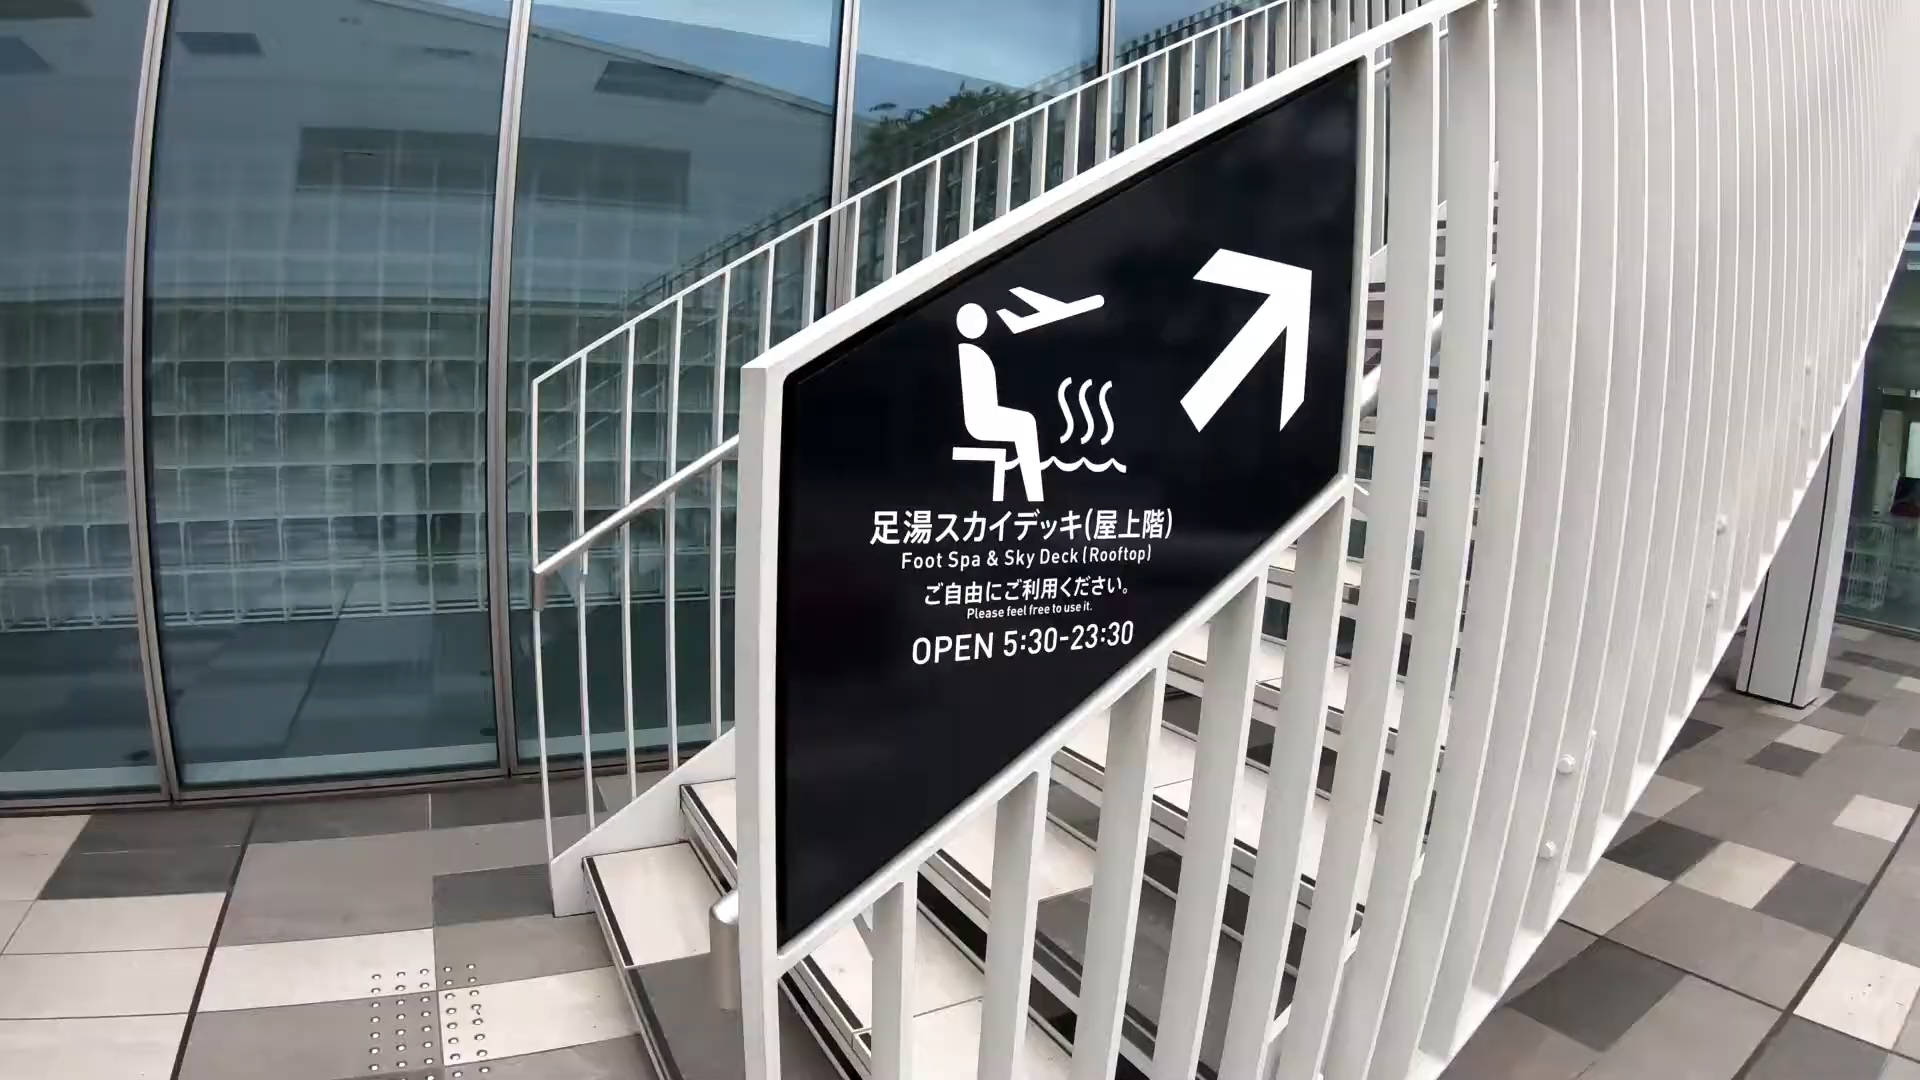 足湯スカイデッキ(屋上階)
Foot Spa & Sky Deck (Rooftop)
ご自由にご利用ください。
Please feel free to use it.
OPEN 5:30-23:30